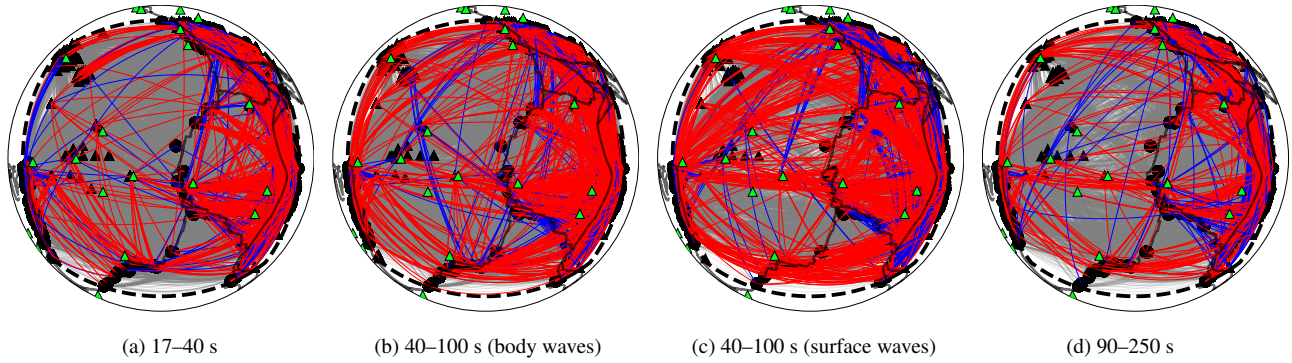 (a) 17–40 s
(b) 40–100 s (body waves)
(c) 40–100 s (surface waves)
(d) 90–250 s